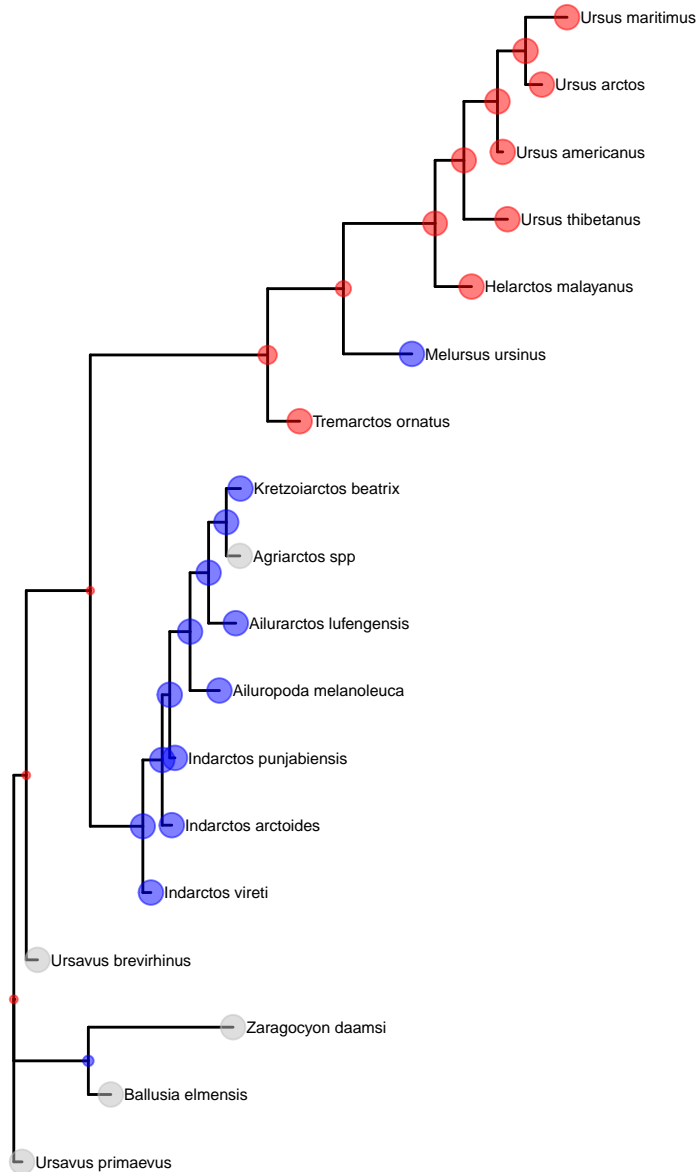 Ursus maritimus
Ursus arctos
Ursus americanus
Ursus thibetanus
Helarctos malayanus
Melursus ursinus
Tremarctos ornatus
Kretzoiarctos beatrix
Agriarctos spp
Ailurarctos lufengensis
Ailuropoda melanoleuca
Indarctos punjabiensis
Indarctos arctoides
Indarctos vireti
Ursavus brevirhinus
Zaragocyon daamsi
Ballusia elmensis
Ursavus primaevus